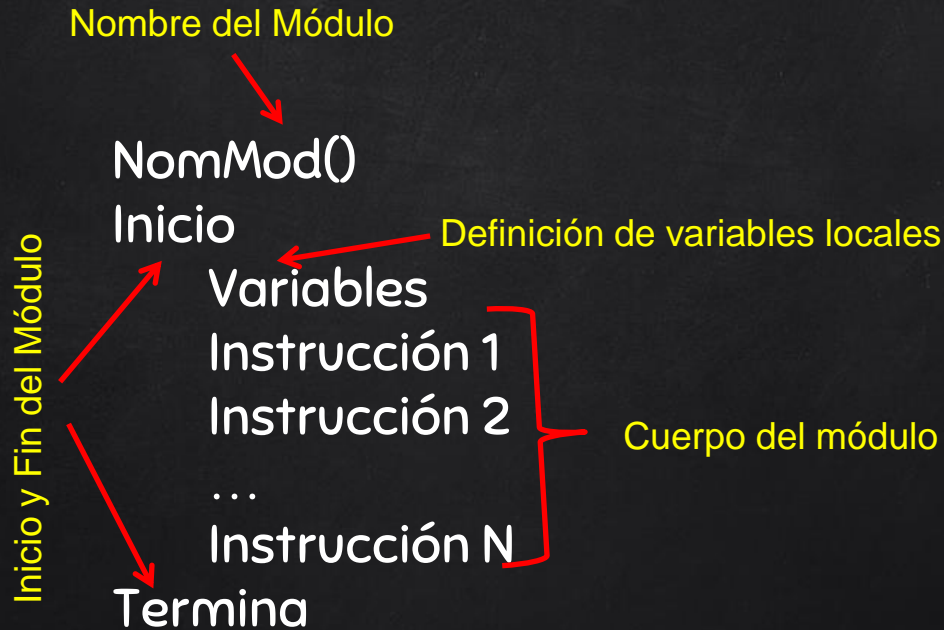 Nombre del Módulo
NomMod()
Inicio
Definición de variables locales
Variables
Instrucción 1
Instrucción 2
Cuerpo del módulo
...
Instrucción N
Termina
Inicio y Fin del Módulo